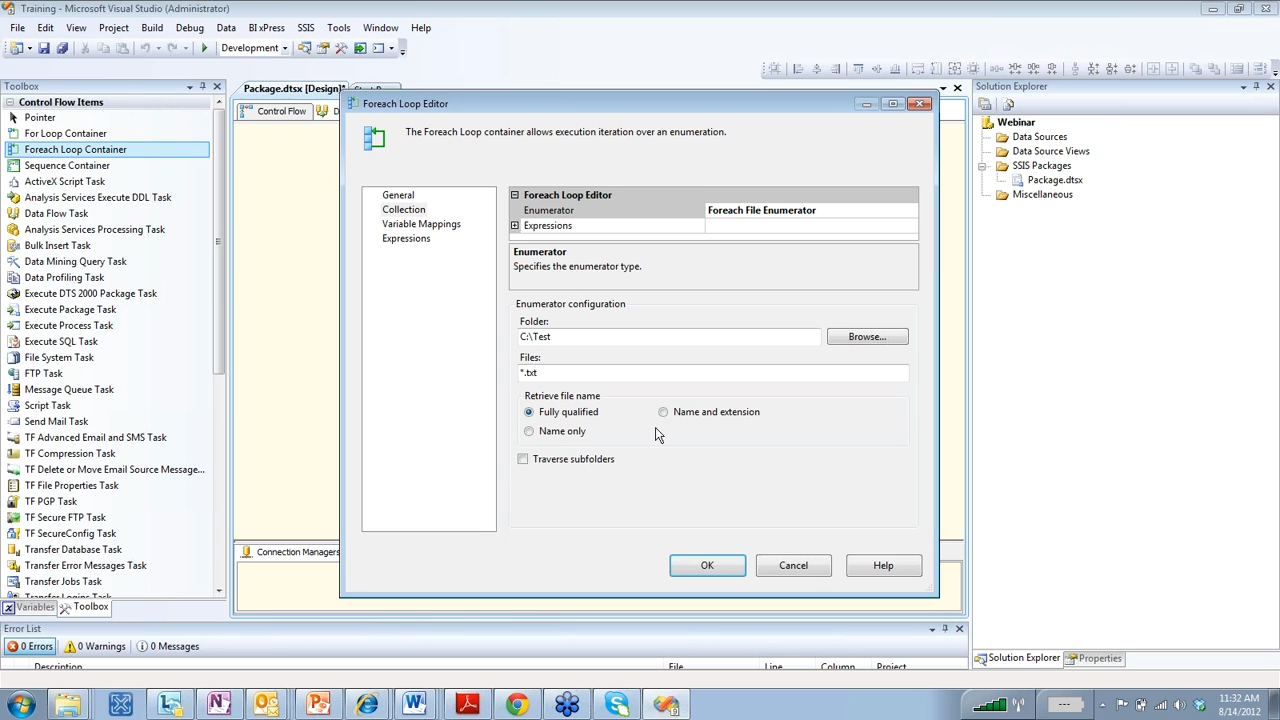 Training - Microsoft Visual Studio (Administrator)
File Edit View Project Build Debug Data BI xPress SSIS Tools Window Help
Development
Toolbox
Control Flow Items
Pointer
For Loop Container
Foreach Loop Container
Sequence Container
ActiveX Script Task
Analysis Services Execute DDL Task
Data Flow Task
Analysis Services Processing Task
Bulk Insert Task
Data Mining Query Task
Data Profiling Task
Execute DTS 2000 Package Task
Execute Package Task
Execute Process Task
Execute SQL Task
File System Task
FTP Task
Message Queue Task
Script Task
Send Mail Task
TF Advanced Email and SMS Task
TF Compression Task
TF Delete or Move Email Source Message...
TF File Properties Task
TF PGP Task
TF Secure FTP Task
TF SecureConfig Task
Transfer Database Task
Transfer Error Messages Task
Transfer Jobs Task
Transfer Logins Task
Variables Toolbox
Package.dtsx [Design]*
Control Flow
Connection Managers
Foreach Loop Editor
The Foreach Loop container allows execution iteration over an enumeration.
General
Collection
Variable Mappings
Expressions
Foreach Loop Editor
Enumerator Foreach File Enumerator
Expressions
Enumerator
Specifies the enumerator type.
Enumerator configuration
Folder:
C:\Test
Browse...
Files:
*.txt
Retrieve file name
Fully qualified Name and extension
Name only
Traverse subfolders
OK Cancel Help
Solution Explorer
Webinar
Data Sources
Data Source Views
SSIS Packages
Package.dtsx
Miscellaneous
Solution Explorer Properties
Error List
0 Errors 0 Warnings 0 Messages
Description File Line Column Project
11:32 AM
8/14/2012